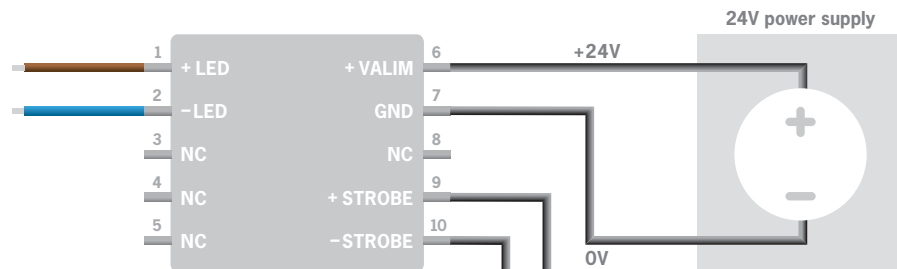 24V power supply
1
+ LED
+ VALIM
6
+24V
2
−LED
GND
7
3
NC
NC
8
4
NC
+ STROBE
9
5
NC
−STROBE
10
0V
+
−